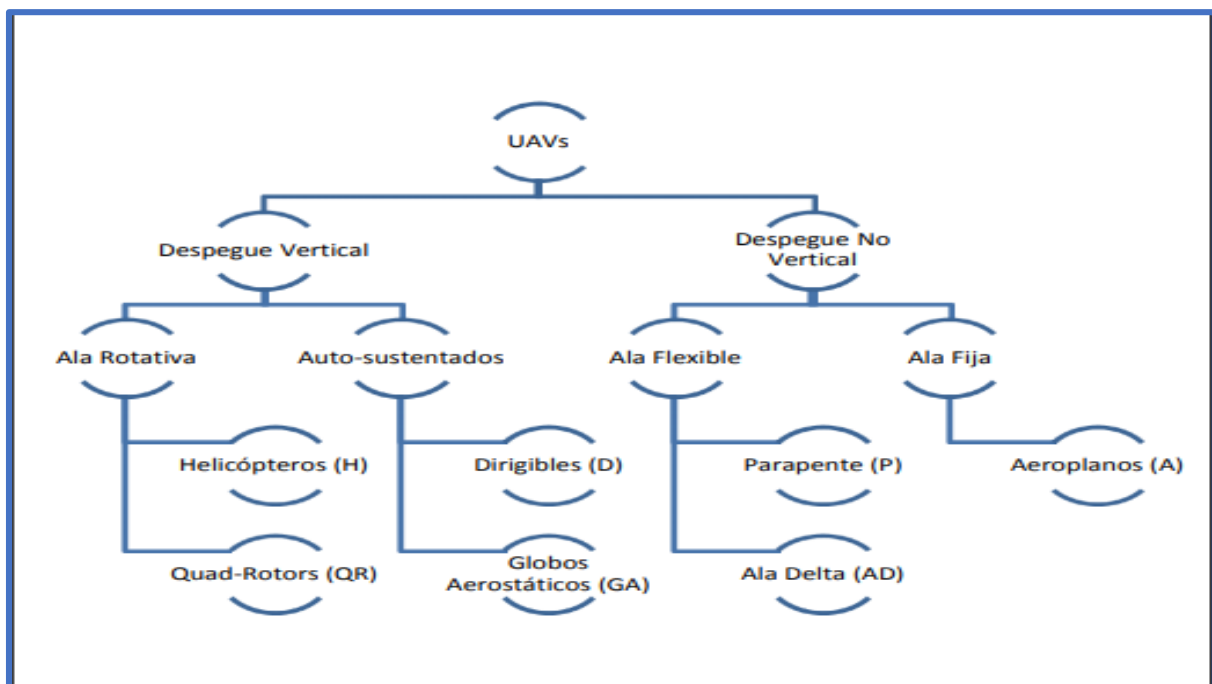 UAVs
Despegue Vertical
Despegue No
Vertical
Ala Rotativa
Auto-sustentados
Ala Flexible
Ala Fija
Helicópteros (H)
Dirigibles (D)
Parapente (P)
Aeroplanos (A)
Quad-Rotors (QR)
Globos
Aerostáticos (GA)
Ala Delta (AD)